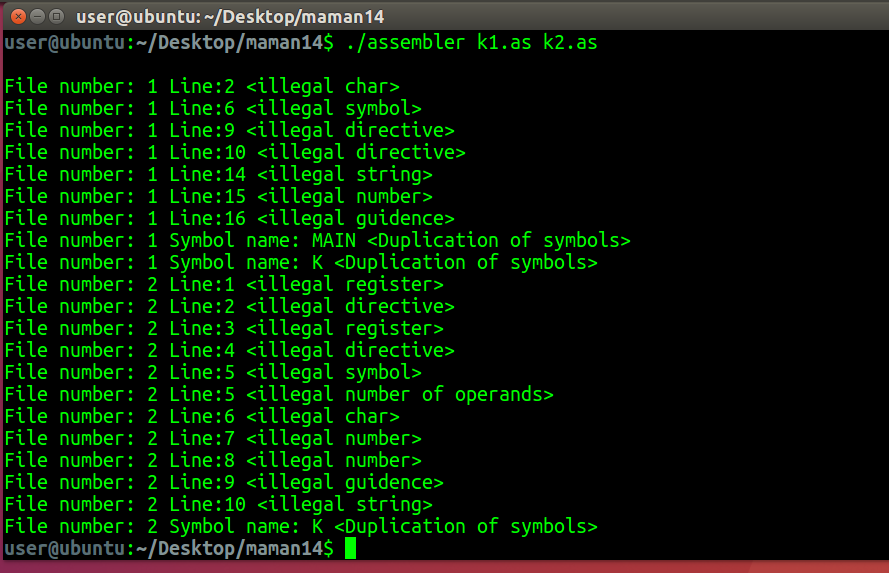 user@ubuntu: ~/Desktop/maman14
user@ubuntu:~/Desktop/maman14$ ./assembler k1.as k2.as
File number: 1 Line:2 <illegal char>
File number: 1 Line:6 <illegal symbol>
File number: 1 Line:9 <illegal directive>
File number: 1 Line:10 <illegal directive>
File number: 1 Line:14 <illegal string>
File number: 1 Line:15 <illegal number>
File number: 1 Line:16 <illegal guidence>
File number: 1 Symbol name: MAIN <Duplication of symbols>
File number: 1 Symbol name: K <Duplication of symbols>
File number: 2 Line:1 <illegal register>
File number: 2 Line:2 <illegal directive>
File number: 2 Line:3 <illegal register>
File number: 2 Line:4 <illegal directive>
File number: 2 Line:5 <illegal symbol>
File number: 2 Line:5 <illegal number of operands>
File number: 2 Line:6 <illegal char>
File number: 2 Line:7 <illegal number>
File number: 2 Line:8 <illegal number>
File number: 2 Line:9 <illegal guidence>
File number: 2 Line:10 <illegal string>
File number: 2 Symbol name: K <Duplication of symbols>
user@ubuntu:~/Desktop/maman14$